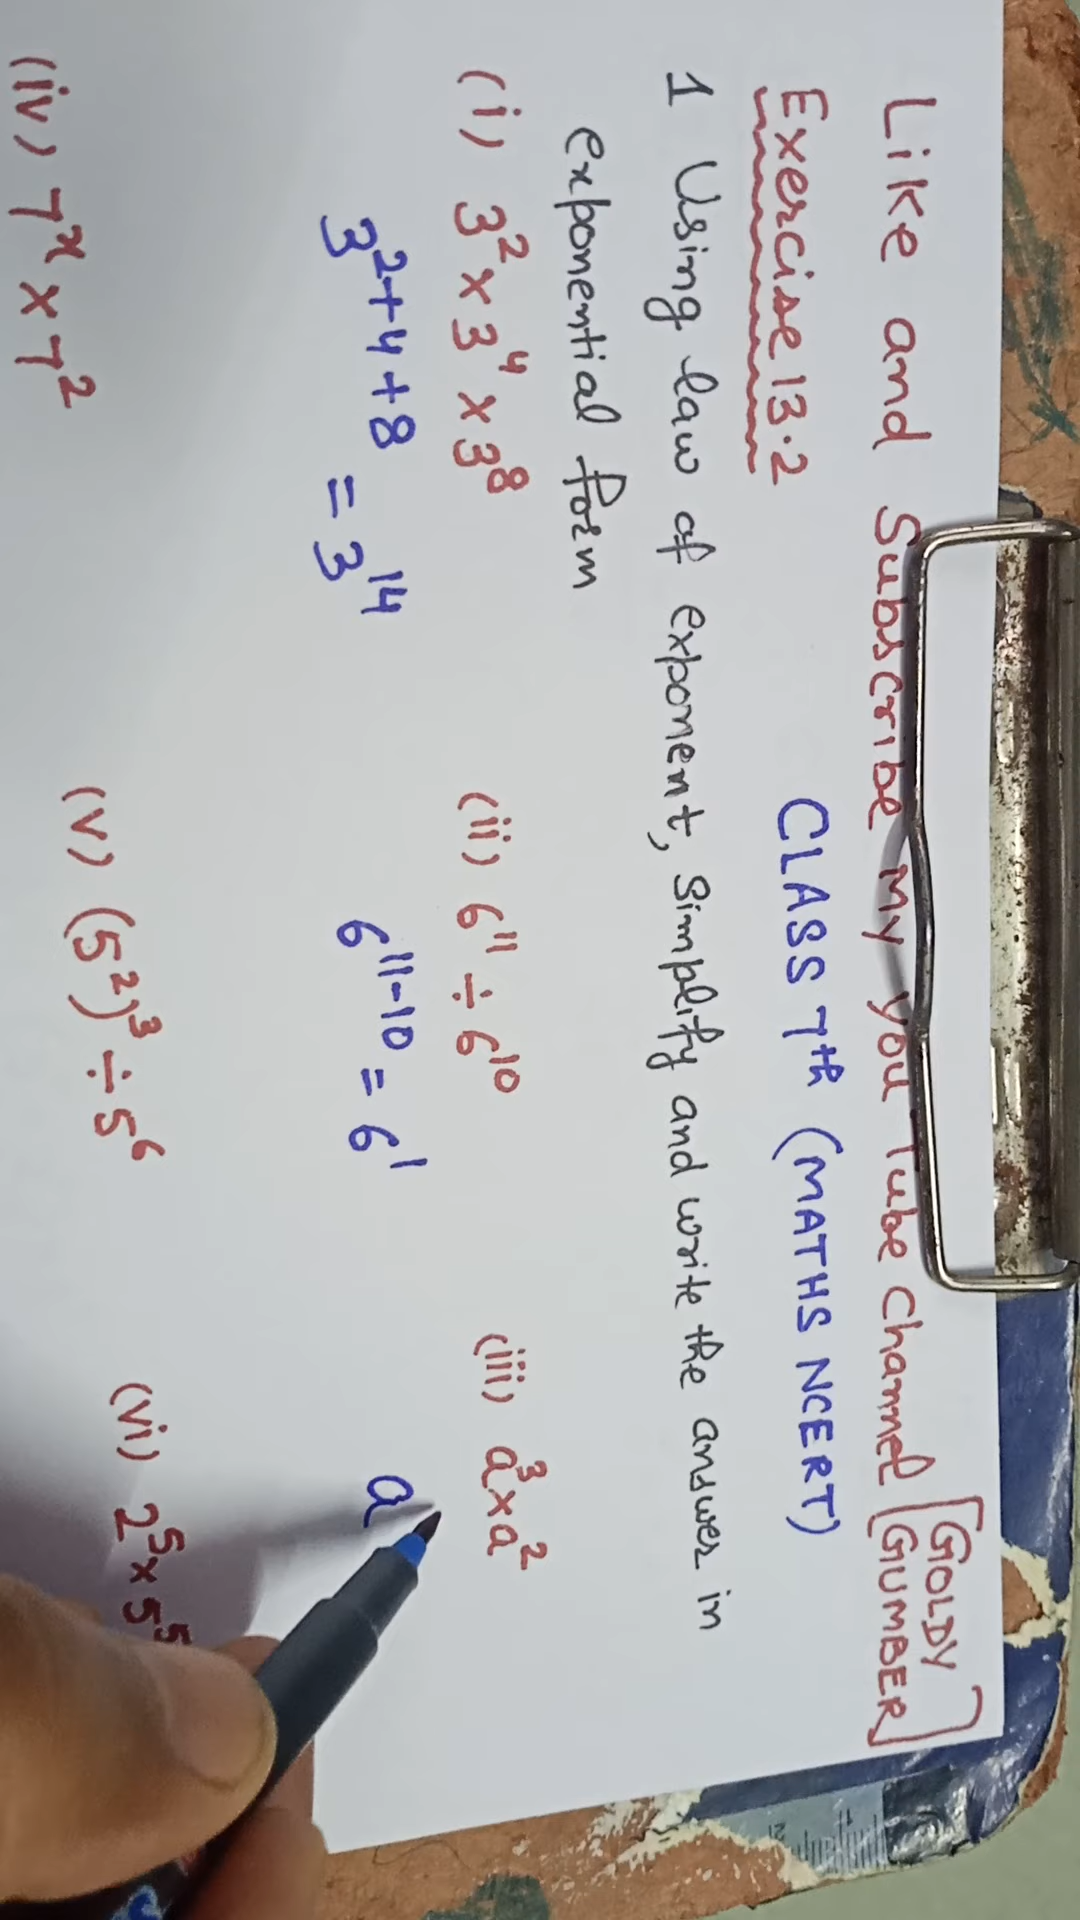 Like and Subscribe My you Tube Channel [GOLDY GUMBER]
Exercise 13.2 CLASS 7th (MATHS NCERT)
1 Using law of exponent, Simplify and write the answer in
exponential form
(i) 3² x 3⁴ x 3⁸ (ii) 6¹¹ ÷ 6¹⁰ (iii) a³ x a²
3²⁺⁴⁺⁸ = 3¹⁴ 6¹¹⁻¹⁰ = 6¹ a
(iv) 7ˣ x 7² (v) (5²)³ ÷ 5⁶ (vi) 2⁵ x 5⁵